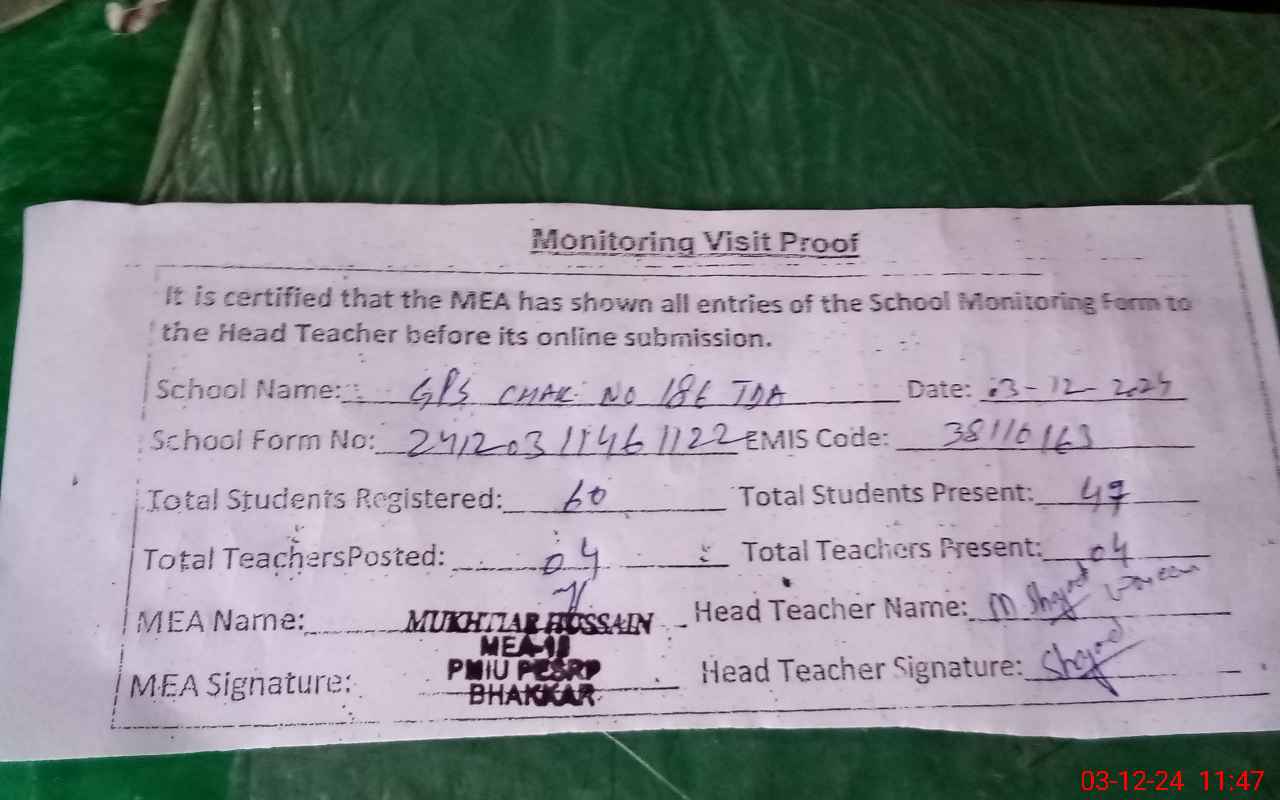 Monitoring Visit Proof
It is certified that the MEA has shown all entries of the School Monitoring Form to
the Head Teacher before its online submission.
School Name: GPS CHAK NO 186 TDA Date: 03-12-2024
School Form No: 24120311461122 EMIS Code: 38110163
Total Students Registered: 60 Total Students Present: 47
Total TeachersPosted: 04 Total Teachers Present: 04
MEA Name: MUKHTIAR HUSSAIN Head Teacher Name: M
MEA-
PMIU PESRP
MEA Signature: Head Teacher Signature:
BHAKKAR
03-12-24 11:47